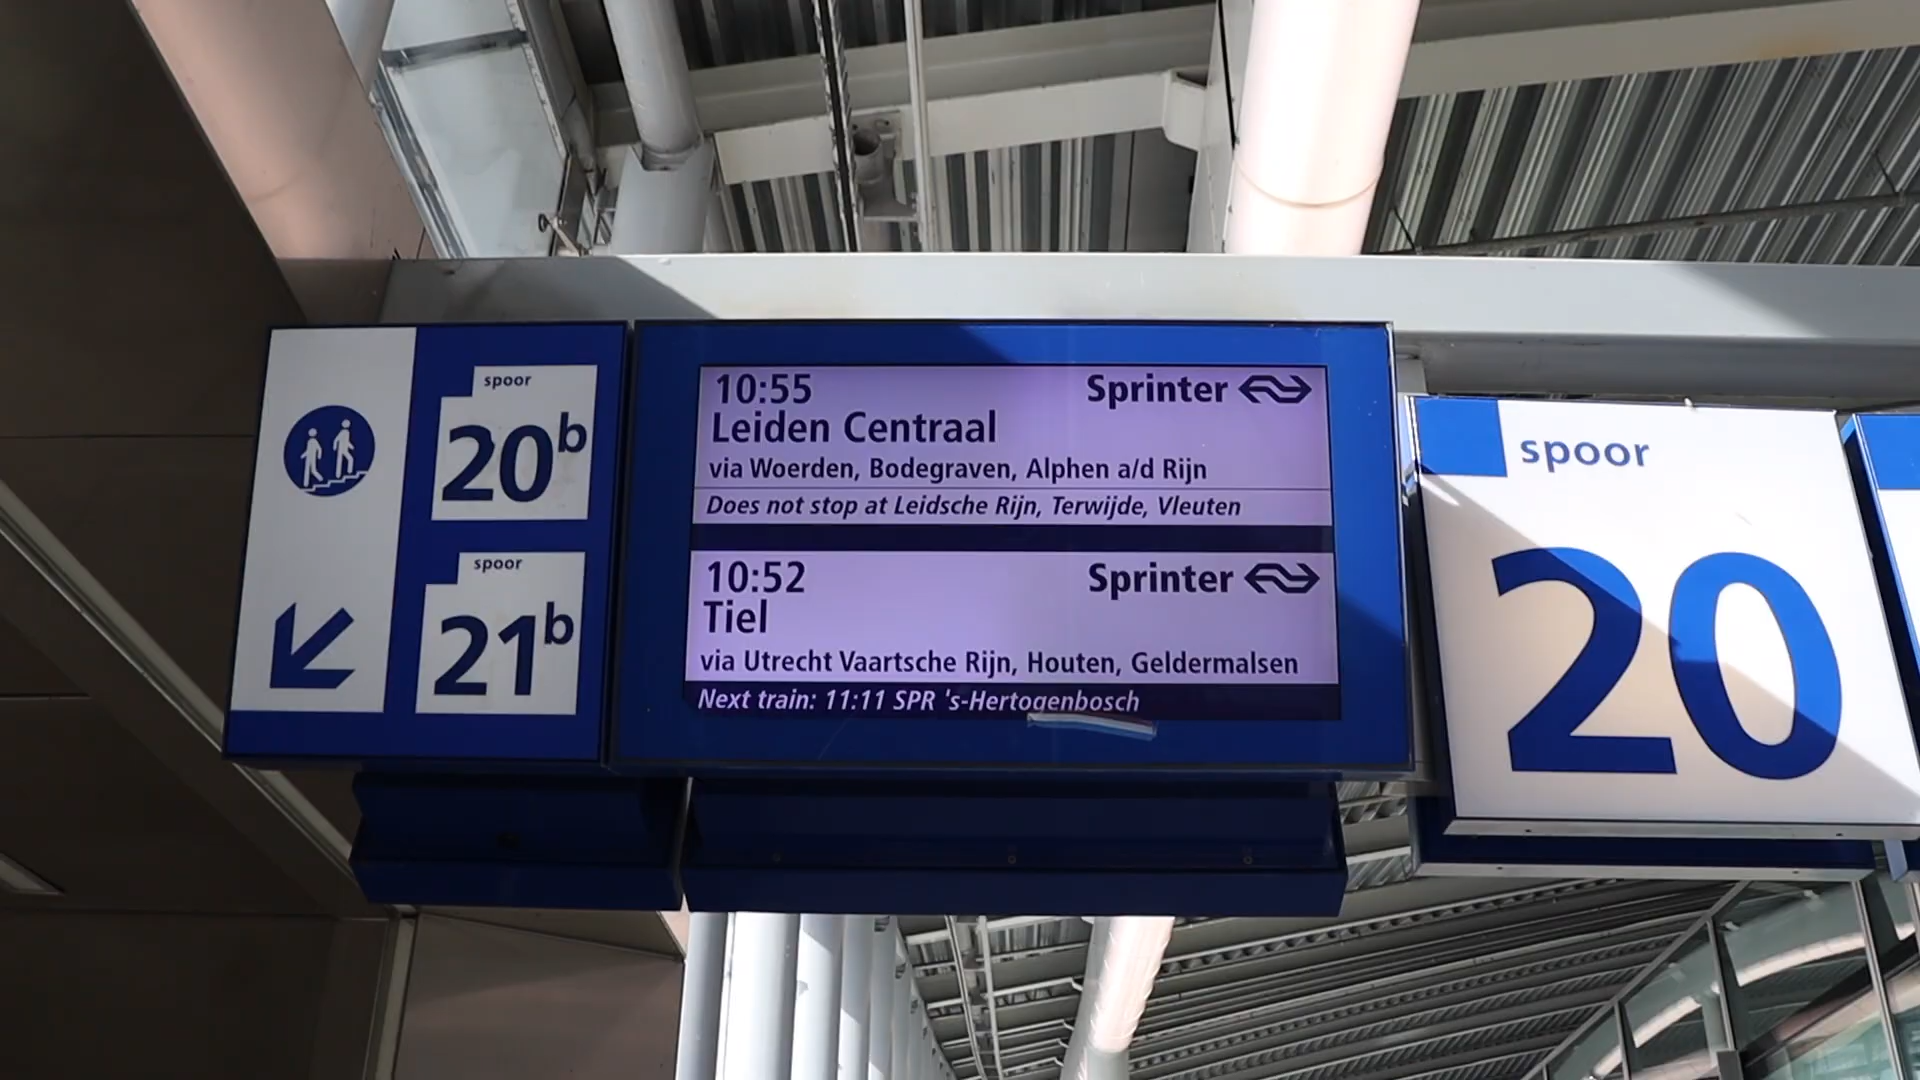 spoor
20b
spoor
21b
10:55 Sprinter
Leiden Centraal
via Woerden, Bodegraven, Alphen a/d Rijn
Does not stop at Leidsche Rijn, Terwijde, Vleuten
10:52 Sprinter
Tiel
via Utrecht Vaartsche Rijn, Houten, Geldermalsen
Next train: 11:11 SPR 's-Hertogenbosch
spoor
20